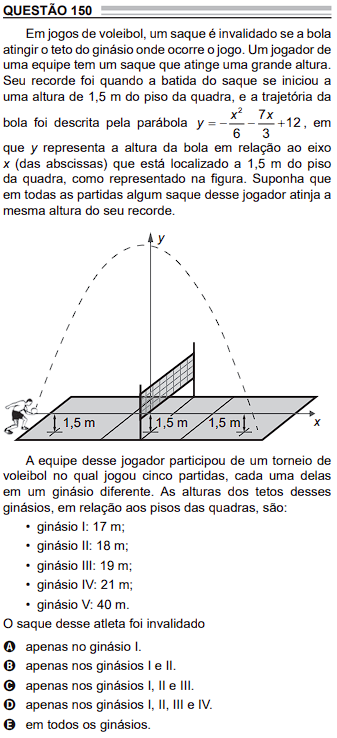 QUESTÃO 150
Em jogos de voleibol, um saque é invalidado se a bola
atingir o teto do ginásio onde ocorre o jogo. Um jogador de
uma equipe tem um saque que atinge uma grande altura.
Seu recorde foi quando a batida do saque se iniciou a
uma altura de 1,5 m do piso da quadra, e a trajetória da
bola foi descrita pela parábola y = −x²/6 − 7x/3 + 12, em
que y representa a altura da bola em relação ao eixo
x (das abscissas) que está localizado a 1,5 m do piso
da quadra, como representado na figura. Suponha que
em todas as partidas algum saque desse jogador atinja a
mesma altura do seu recorde.
y
1,5 m 1,5 m 1,5 m x
A equipe desse jogador participou de um torneio de
voleibol no qual jogou cinco partidas, cada uma delas
em um ginásio diferente. As alturas dos tetos desses
ginásios, em relação aos pisos das quadras, são:
• ginásio I: 17 m;
• ginásio II: 18 m;
• ginásio III: 19 m;
• ginásio IV: 21 m;
• ginásio V: 40 m.
O saque desse atleta foi invalidado
A apenas no ginásio I.
B apenas nos ginásios I e II.
C apenas nos ginásios I, II e III.
D apenas nos ginásios I, II, III e IV.
E em todos os ginásios.